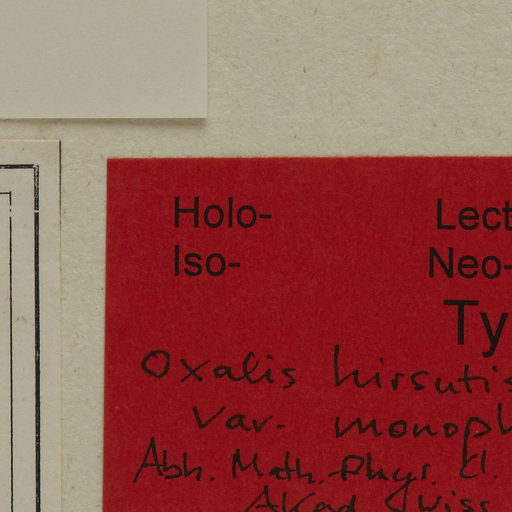 Holo- Lect
Iso- Neo-
Ty
Oxalis hirsutis
var. monoph
Abh. Math.-Phys. Cl.
Akad. Wiss